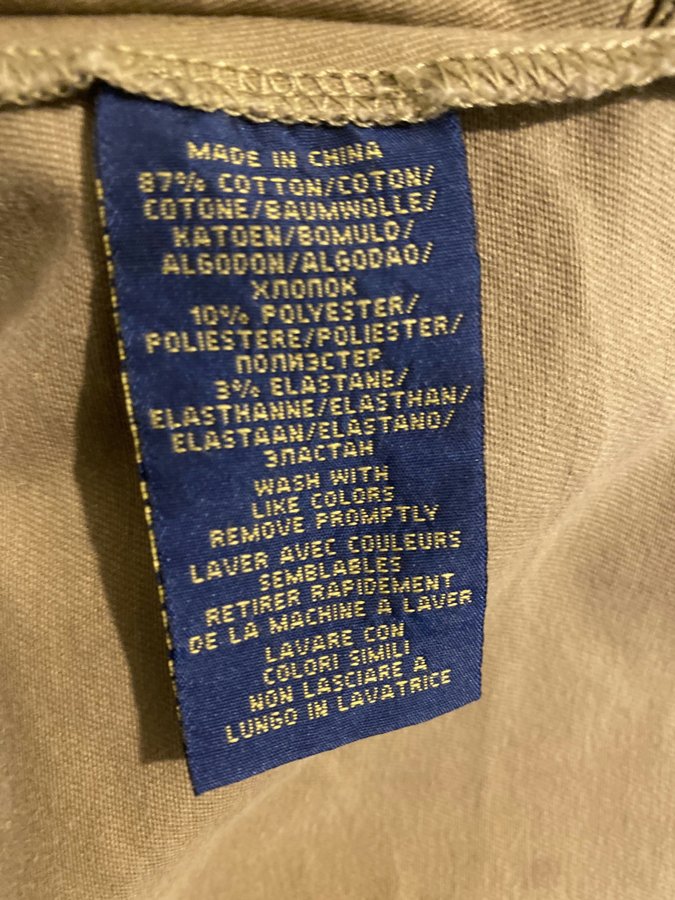 MADE IN CHINA
87% COTTON/COTON/
COTONE/BAUMWOLLE/
KATOEN/BOMULD/
ALGODON/ALGODAO/
ХЛОПОК
10% POLYESTER/
POLIESTERE/POLIESTER/
ПОЛИЭСТЕР
3% ELASTANE/
ELASTHANNE/ELASTHAN/
ELASTAAN/ELASTANO/
ЭЛАСТАН
WASH WITH
LIKE COLORS
REMOVE PROMPTLY
LAVER AVEC COULEURS
SEMBLABLES
RETIRER RAPIDEMENT
DE LA MACHINE A LAVER
LAVARE CON
COLORI SIMILI
NON LASCIARE A
LUNGO IN LAVATRICE